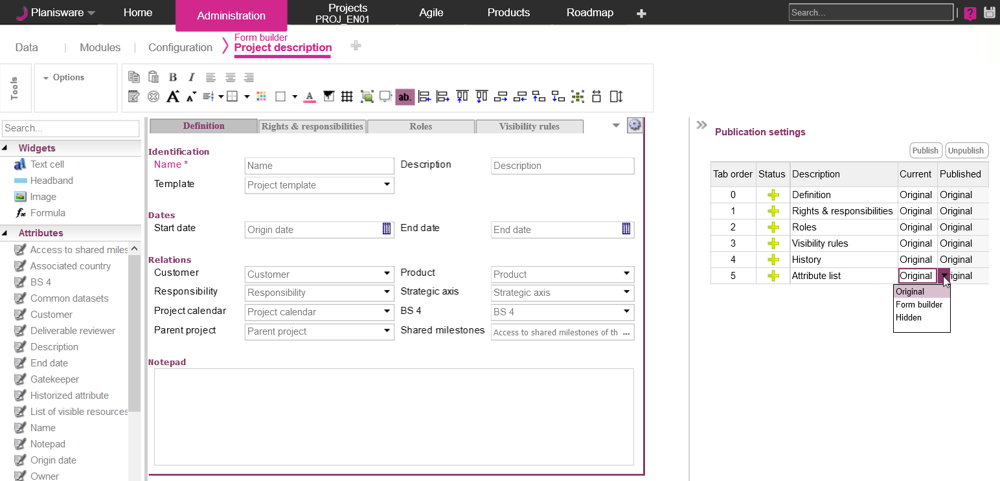 Planisware Home Administration Projects PROJ_EN01 Agile Products Roadmap Search... ?
Data Modules Configuration Form builder Project description
Tools
Options
B I
A A A ab.
Search...
Widgets
Text cell
Headband
Image
Formula
Attributes
Access to shared miles
Associated country
BS 4
Common datasets
Customer
Deliverable reviewer
Description
End date
Gatekeeper
Historized attribute
List of visible resources
Name
Notepad
Origin date
Owner
Definition Rights & responsibilities Roles Visibility rules
Identification
Name * Name Description Description
Template Project template
Dates
Start date Origin date End date End date
Relations
Customer Customer Product Product
Responsibility Responsibility Strategic axis Strategic axis
Project calendar Project calendar BS 4 BS 4
Parent project Parent project Shared milestones Access to shared milestones of th ...
Notepad
Publication settings
Publish Unpublish
Tab order Status Description Current Published
0 Definition Original Original
1 Rights & responsibilities Original Original
2 Roles Original Original
3 Visibility rules Original Original
4 History Original Original
5 Attribute list Original iginal
Original
Form builder
Hidden